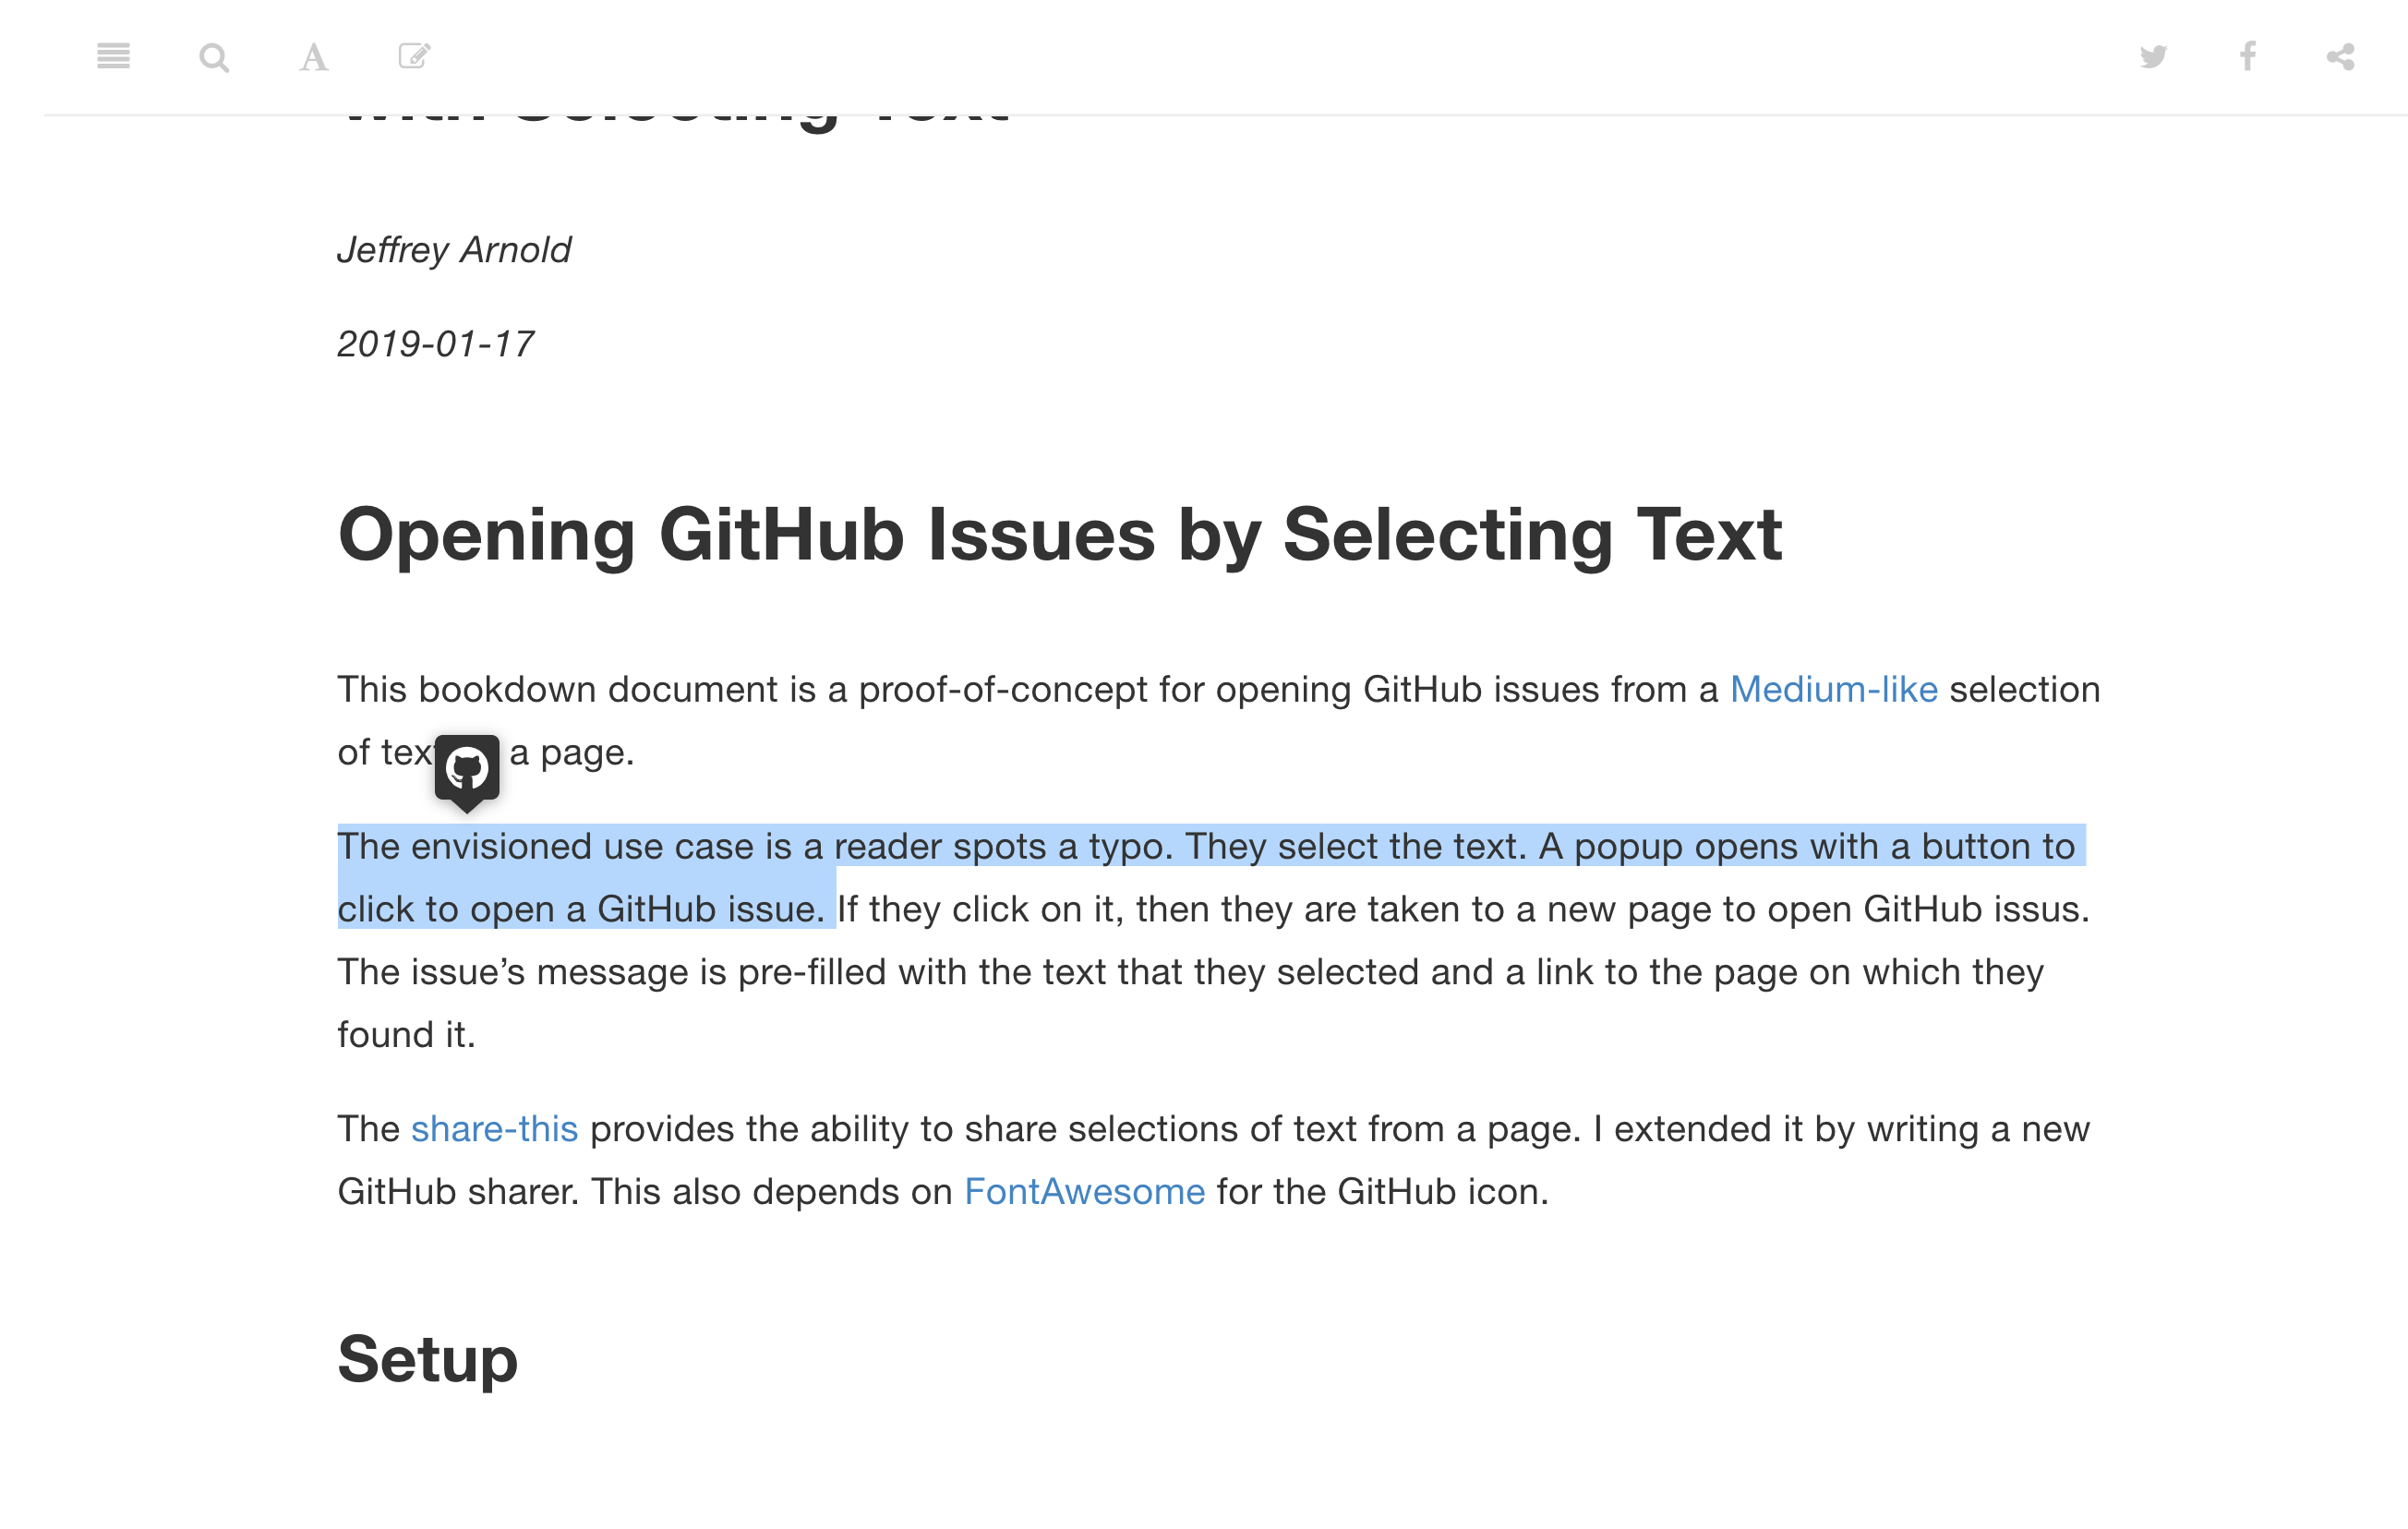 with Selecting Text
Jeffrey Arnold
2019-01-17
Opening GitHub Issues by Selecting Text
This bookdown document is a proof-of-concept for opening GitHub issues from a Medium-like selection
of tex a page.
The envisioned use case is a reader spots a typo. They select the text. A popup opens with a button to
click to open a GitHub issue. If they click on it, then they are taken to a new page to open GitHub issus.
The issue’s message is pre-filled with the text that they selected and a link to the page on which they
found it.
The share-this provides the ability to share selections of text from a page. I extended it by writing a new
GitHub sharer. This also depends on FontAwesome for the GitHub icon.
Setup